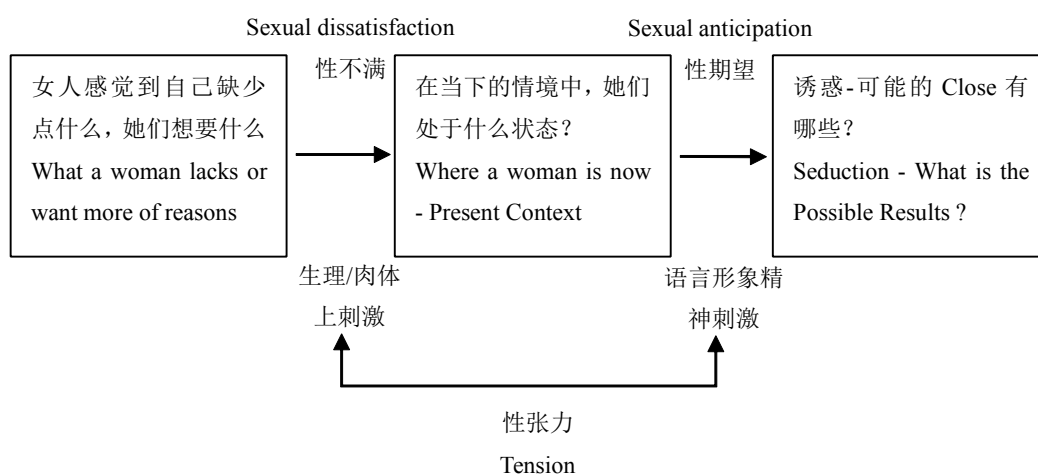 Sexual dissatisfaction
Sexual anticipation
性不满
性期望
女人感觉到自己缺少
点什么，她们想要什么
What a woman lacks or
want more of reasons
在当下的情境中，她们
处于什么状态？
Where a woman is now
- Present Context
诱惑-可能的 Close 有
哪些？
Seduction - What is the
Possible Results ?
生理/肉体
上刺激
语言形象精
神刺激
性张力
Tension